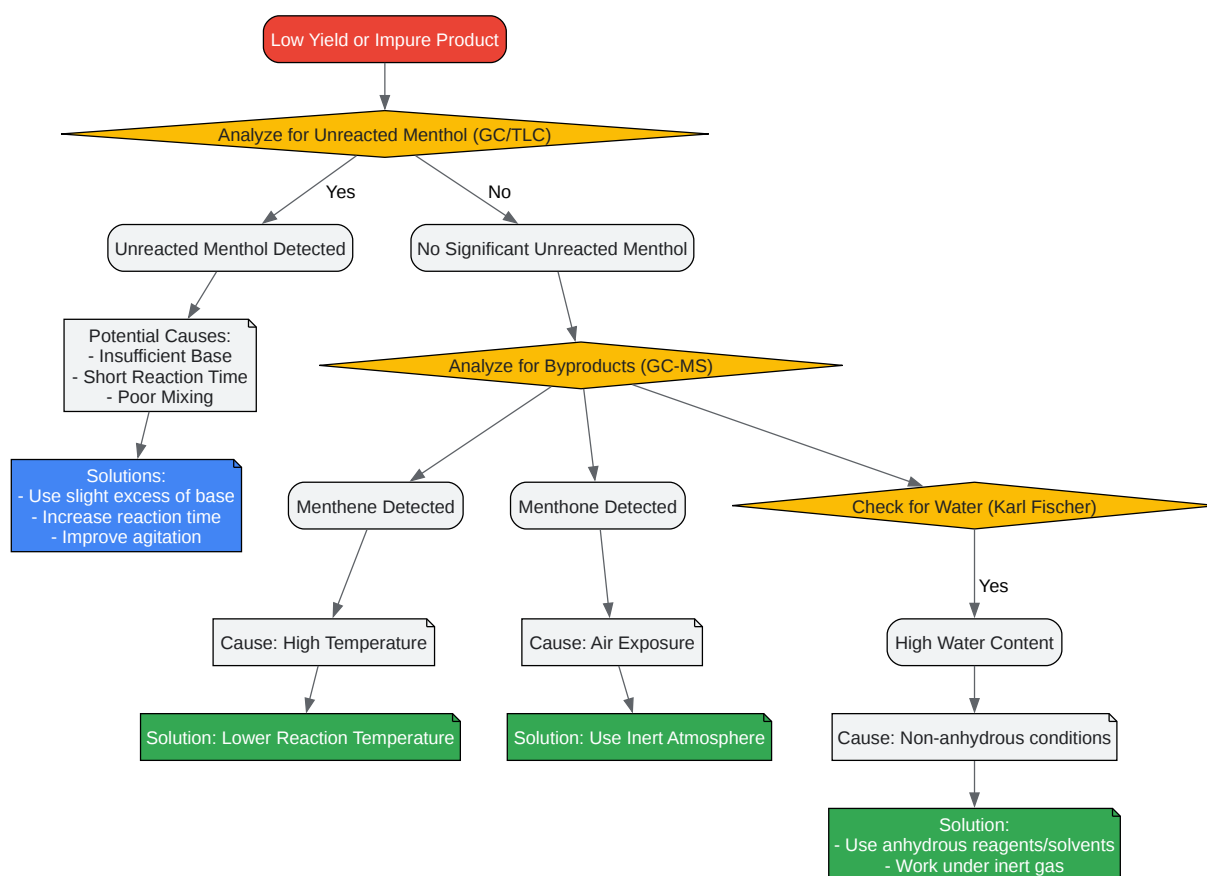 Low Yield or Impure Product
Analyze for Unreacted Menthol (GC/TLC)
Yes
No
Unreacted Menthol Detected
No Significant Unreacted Menthol
Potential Causes:
- Insufficient Base
- Short Reaction Time
- Poor Mixing
Analyze for Byproducts (GC-MS)
Solutions:
- Use slight excess of base
- Increase reaction time
- Improve agitation
Menthene Detected
Menthone Detected
Check for Water (Karl Fischer)
Yes
Cause: High Temperature
Cause: Air Exposure
High Water Content
Solution: Lower Reaction Temperature
Solution: Use Inert Atmosphere
Cause: Non-anhydrous conditions
Solution:
- Use anhydrous reagents/solvents
- Work under inert gas